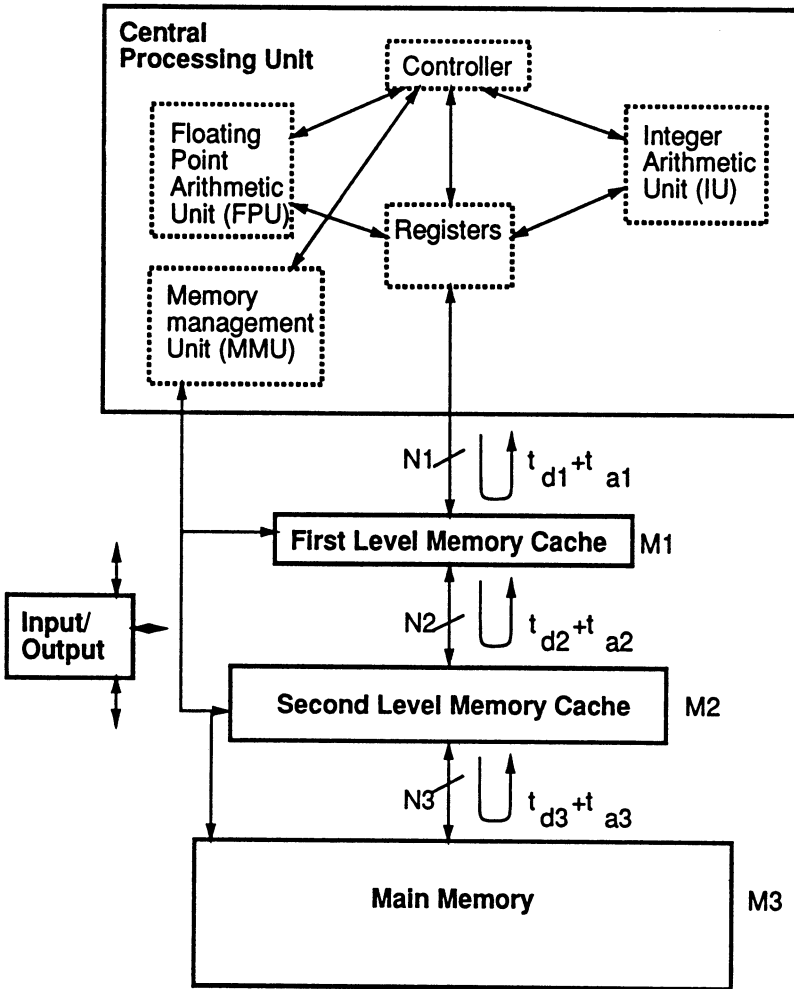 Central
Processing Unit
Controller
Floating
Point
Arithmetic
Unit (FPU)
Integer
Arithmetic
Unit (IU)
Registers
Memory
management
Unit (MMU)
N1
t d1+t a1
First Level Memory Cache
M1
Input/
Output
N2
t d2+t a2
Second Level Memory Cache
M2
N3
t d3+t a3
Main Memory
M3